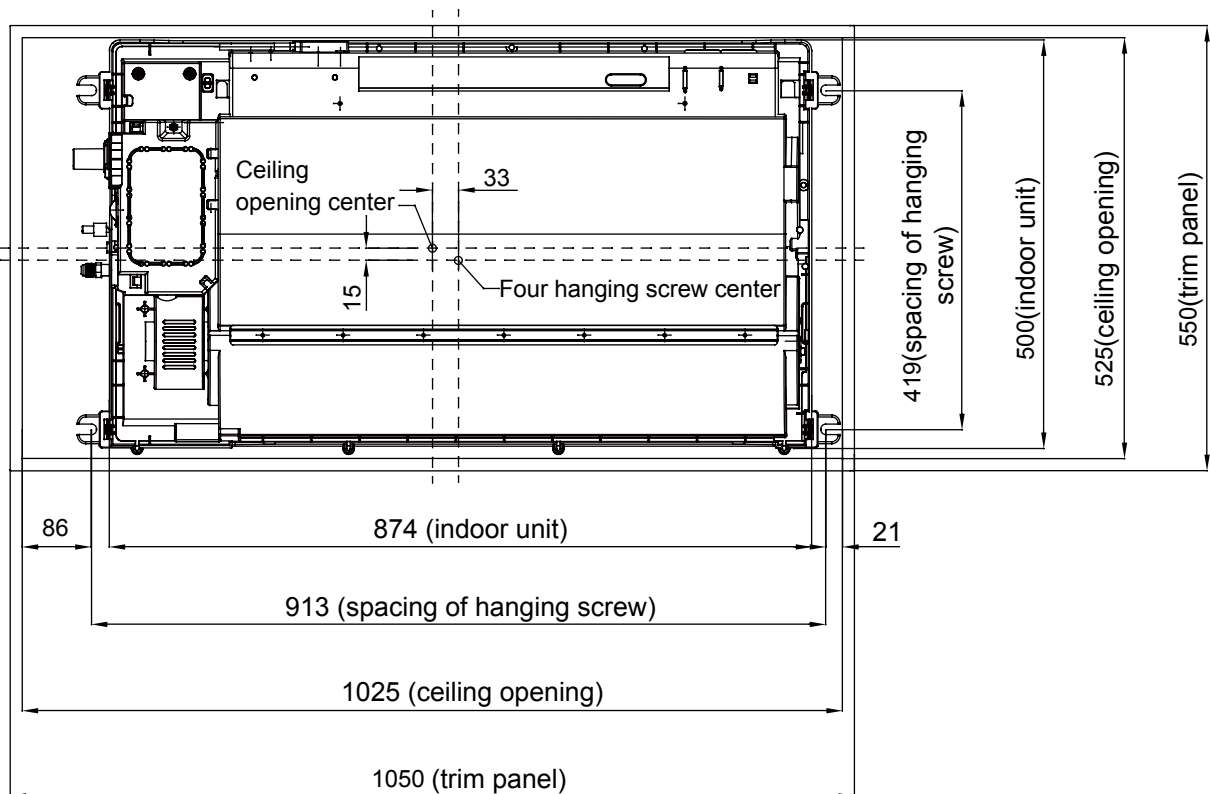 Ceiling
opening center
33
15
Four hanging screw center
419(spacing of hanging
screw)
500(indoor unit)
525(ceiling opening)
550(trim panel)
86
874 (indoor unit)
21
913 (spacing of hanging screw)
1025 (ceiling opening)
1050 (trim panel)